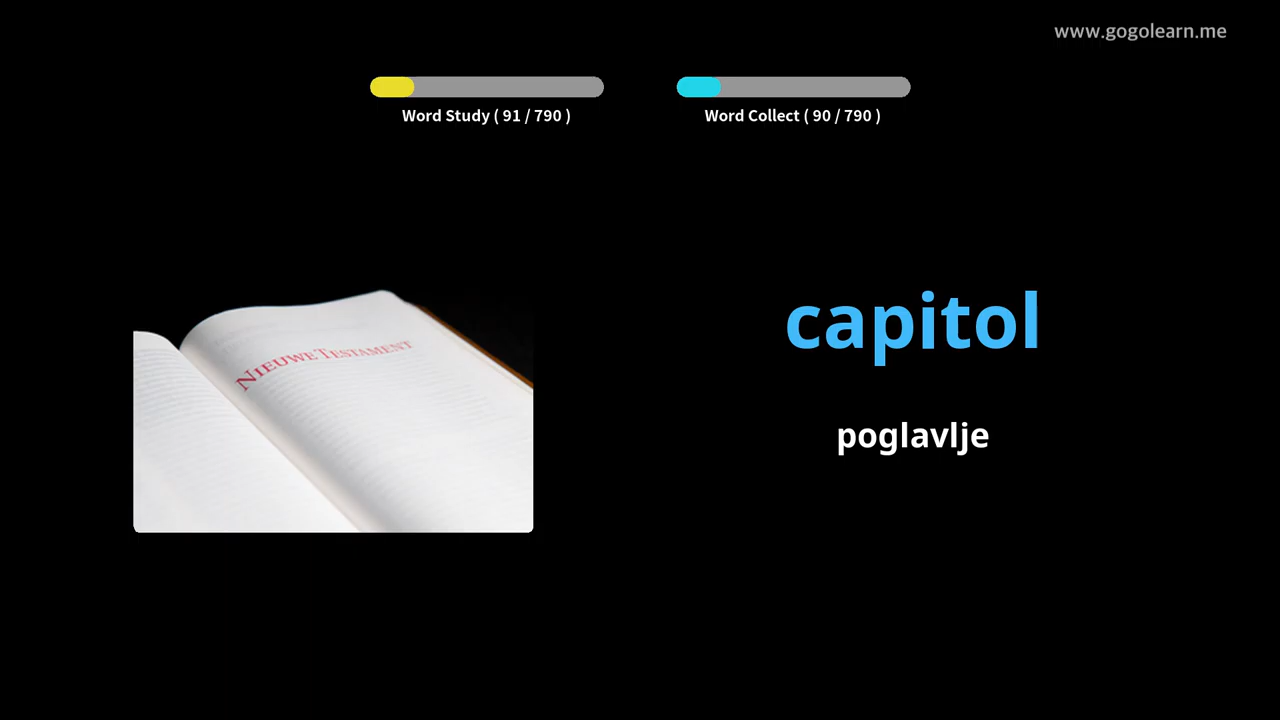 www.gogolearn.me
Word Study ( 91 / 790 )
Word Collect ( 90 / 790 )
NIEUWE TESTAMENT
capitol
poglavlje